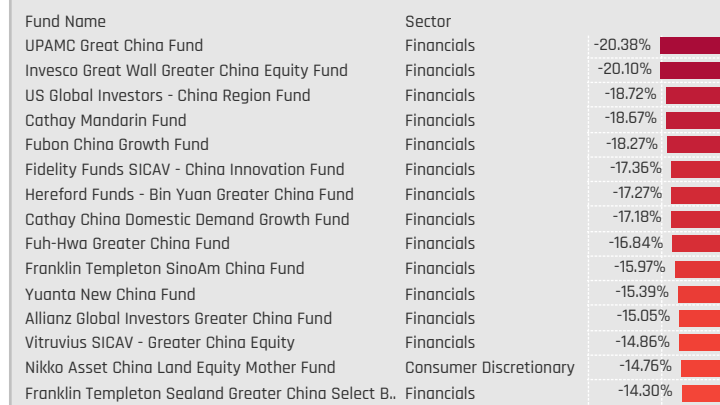 Fund Name Sector
UPAMC Great China Fund Financials -20.38%
Invesco Great Wall Greater China Equity Fund Financials -20.10%
US Global Investors - China Region Fund Financials -18.72%
Cathay Mandarin Fund Financials -18.67%
Fubon China Growth Fund Financials -18.27%
Fidelity Funds SICAV - China Innovation Fund Financials -17.36%
Hereford Funds - Bin Yuan Greater China Fund Financials -17.27%
Cathay China Domestic Demand Growth Fund Financials -17.18%
Fuh-Hwa Greater China Fund Financials -16.84%
Franklin Templeton SinoAm China Fund Financials -15.97%
Yuanta New China Fund Financials -15.39%
Allianz Global Investors Greater China Fund Financials -15.05%
Vitruvius SICAV - Greater China Equity Financials -14.86%
Nikko Asset China Land Equity Mother Fund Consumer Discretionary -14.76%
Franklin Templeton Sealand Greater China Select B.. Financials -14.30%